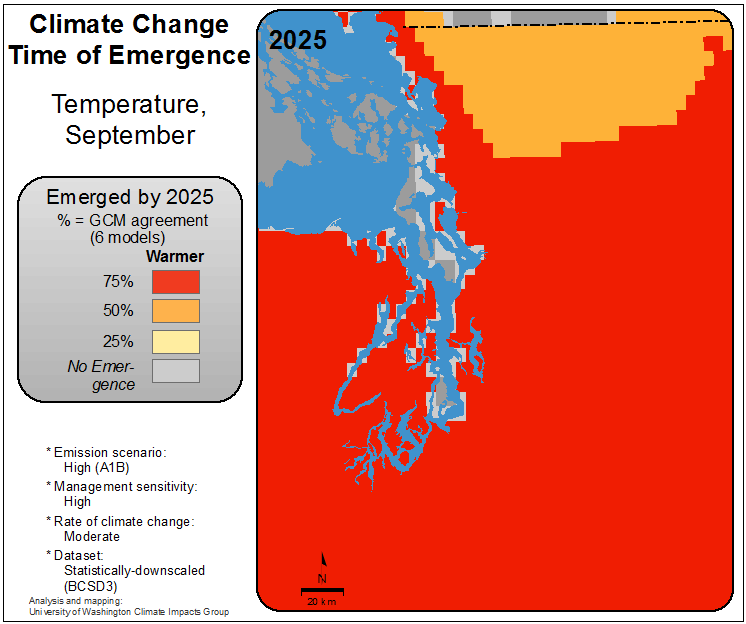 Climate Change
Time of Emergence
Temperature,
September
Emerged by 2025
% = GCM agreement
(6 models)
Warmer
75%
50%
25%
No Emer-
gence
* Emission scenario:
High (A1B)
* Management sensitivity:
High
* Rate of climate change:
Moderate
* Dataset:
Statistically-downscaled
(BCSD3)
Analysis and mapping:
University of Washington Climate Impacts Group
2025
N
20 km